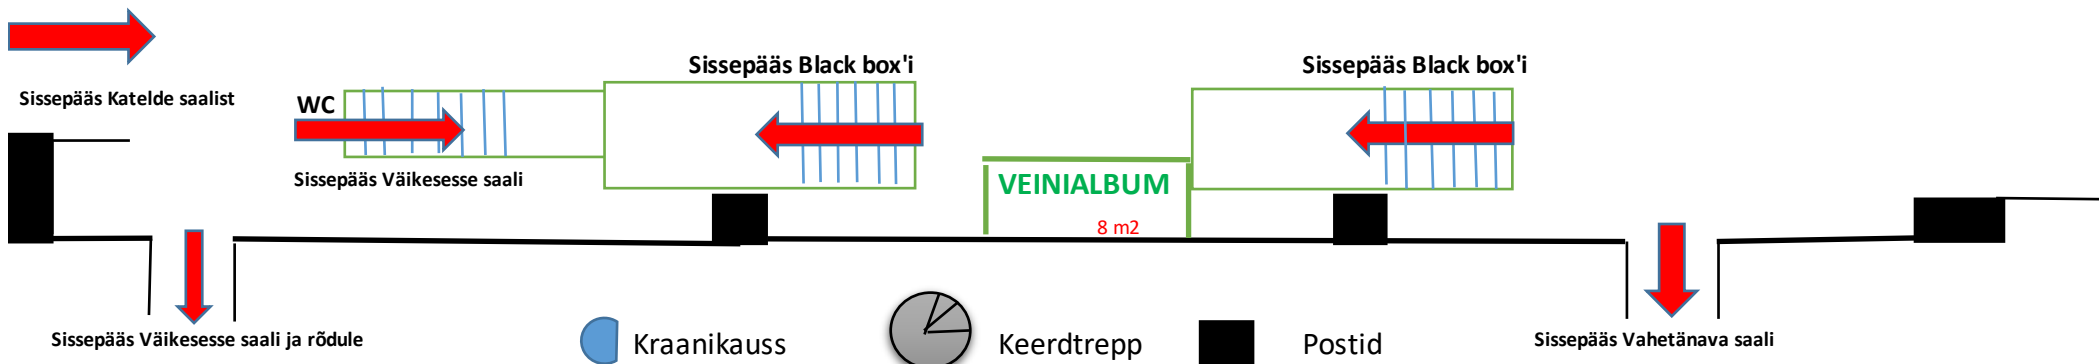 Sissepääs Black box'i
Sissepääs Black box'i
Sissepääs Katelde saalist
WC
Sissepääs Väikesesse saali
VEINIALBUM
8 m2
Sissepääs Väikesesse saali ja rõdule
Kraanikauss
Keerdtrepp
Postid
Sissepääs Vahetänava saali